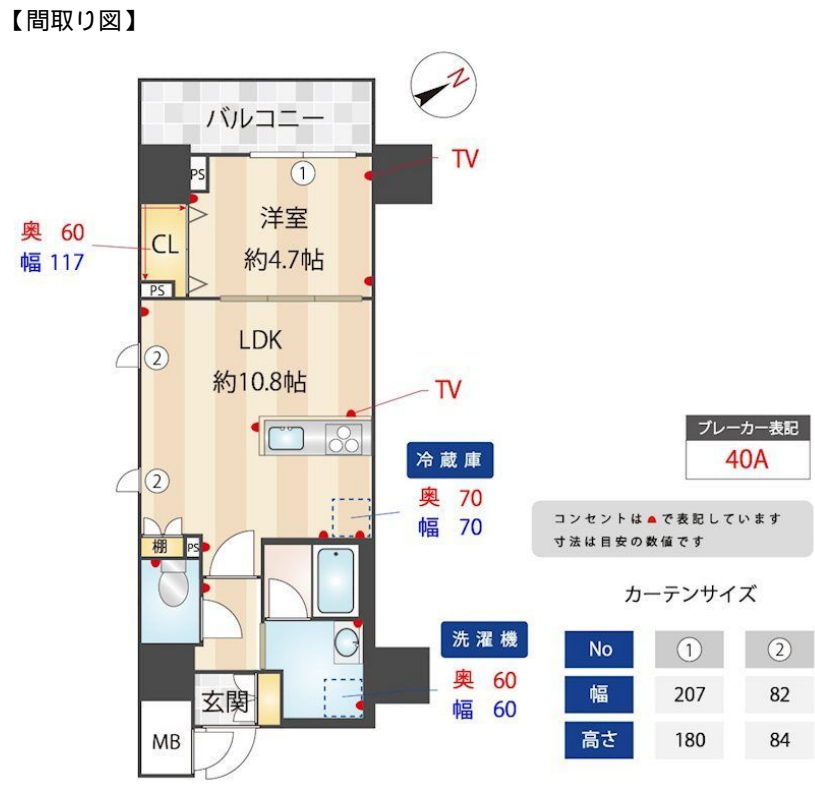 【間取り図】
バルコニー
N
TV
PS
①
洋室
約4.7帖
奥 60
幅 117
CL
PS
LDK
約10.8帖
②
TV
②
冷蔵庫
奥 70
幅 70
ブレーカー表記
40A
コンセントは で表記しています
寸法は目安の数値です
棚
PS
カーテンサイズ
No ① ②
幅 207 82
高さ 180 84
洗濯機
奥 60
幅 60
玄関
MB